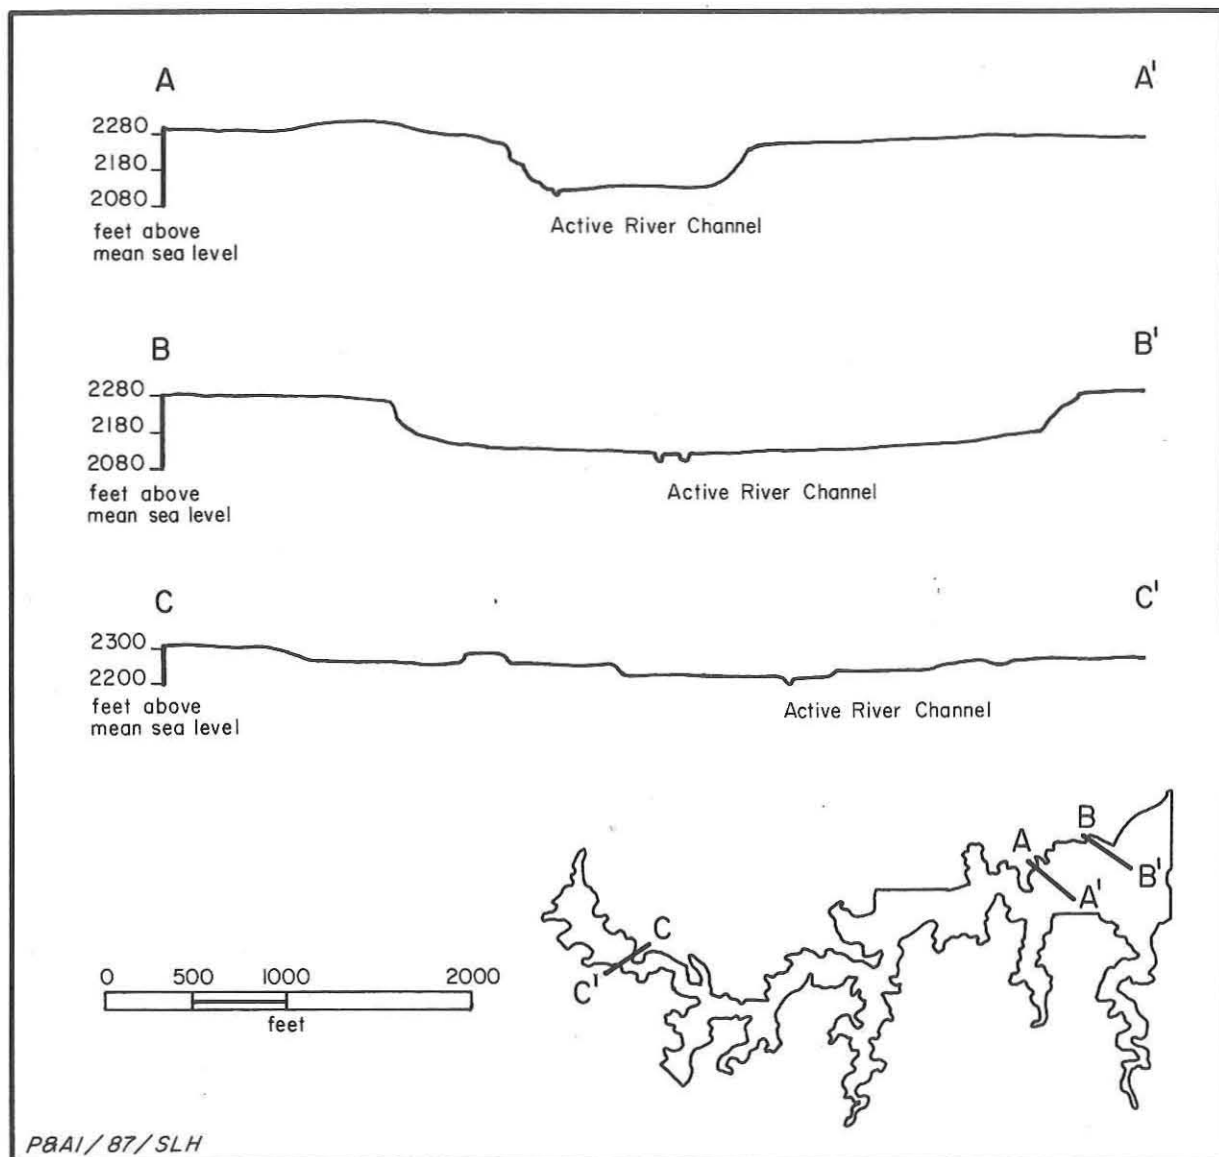 A A'
2280
2180
2080
feet above
mean sea level
Active River Channel
B B'
2280
2180
2080
feet above
mean sea level
Active River Channel
C C'
2300
2200
feet above
mean sea level
Active River Channel
B
A
B'
A'
C
C'
0 500 1000 2000
feet
P&AI/87/SLH